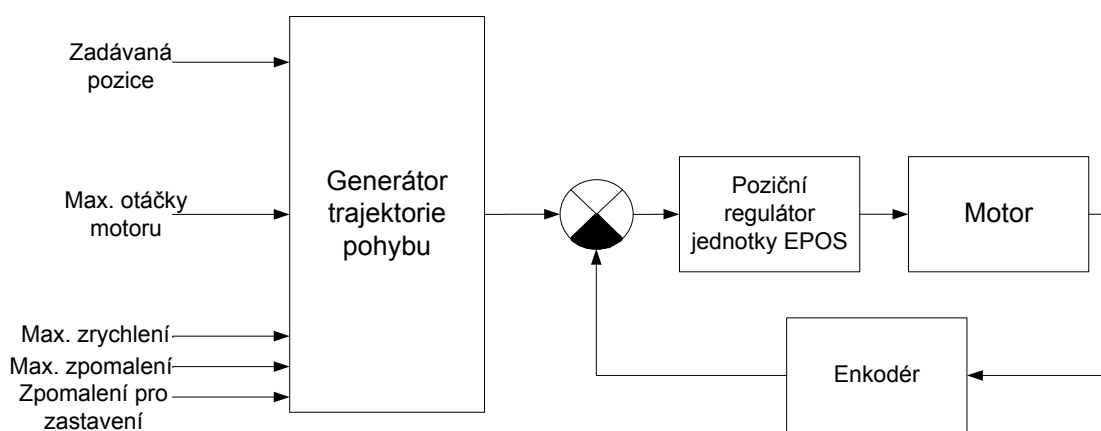 Zadávaná
pozice
Max. otáčky
motoru
Max. zrychlení
Max. zpomalení
Zpomalení pro
zastavení
Generátor
trajektorie
pohybu
Poziční
regulátor
jednotky EPOS
Motor
Enkodér